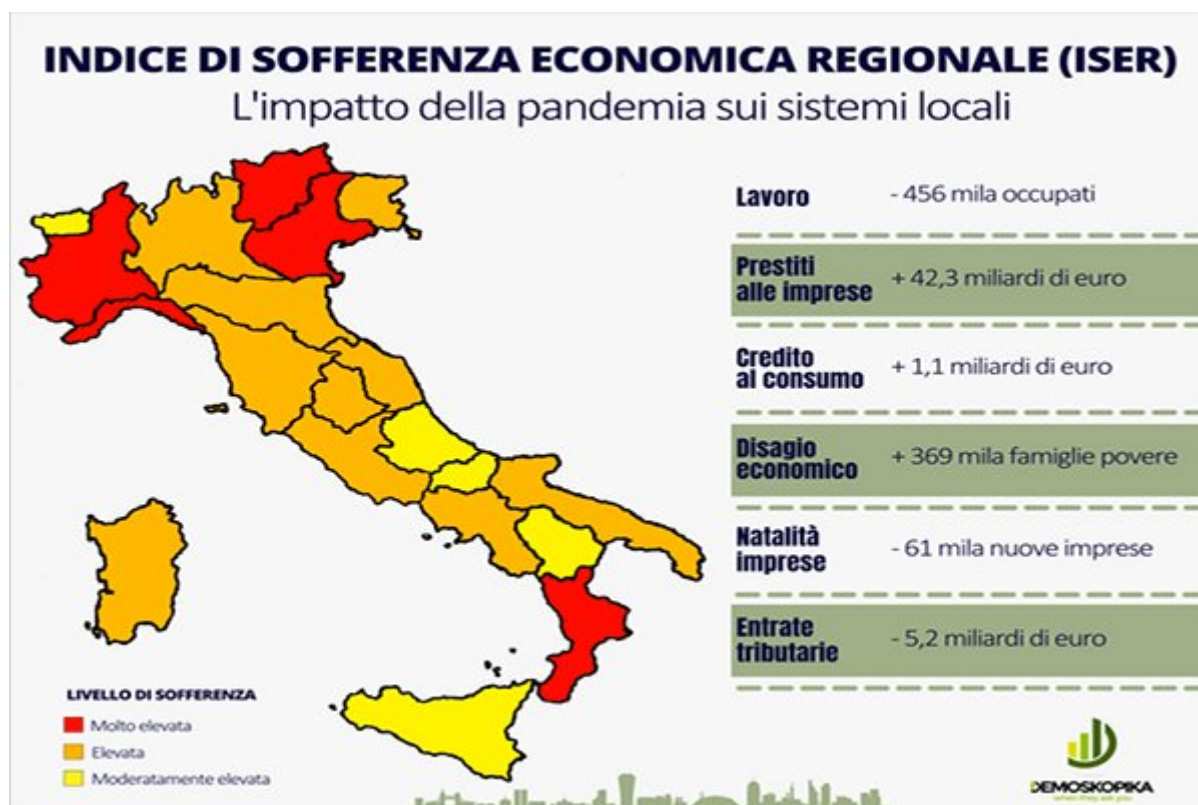 INDICE DI SOFFERENZA ECONOMICA REGIONALE (ISER)
L'impatto della pandemia sui sistemi locali
Lavoro - 456 mila occupati
Prestiti
alle imprese + 42,3 miliardi di euro
Credito
al consumo + 1,1 miliardi di euro
Disagio
economico + 369 mila famiglie povere
Natalità
imprese - 61 mila nuove imprese
Entrate
tributarie - 5,2 miliardi di euro
LIVELLO DI SOFFERENZA
Molto elevata
Elevata
Moderatamente elevata
DEMOSKOPIKA